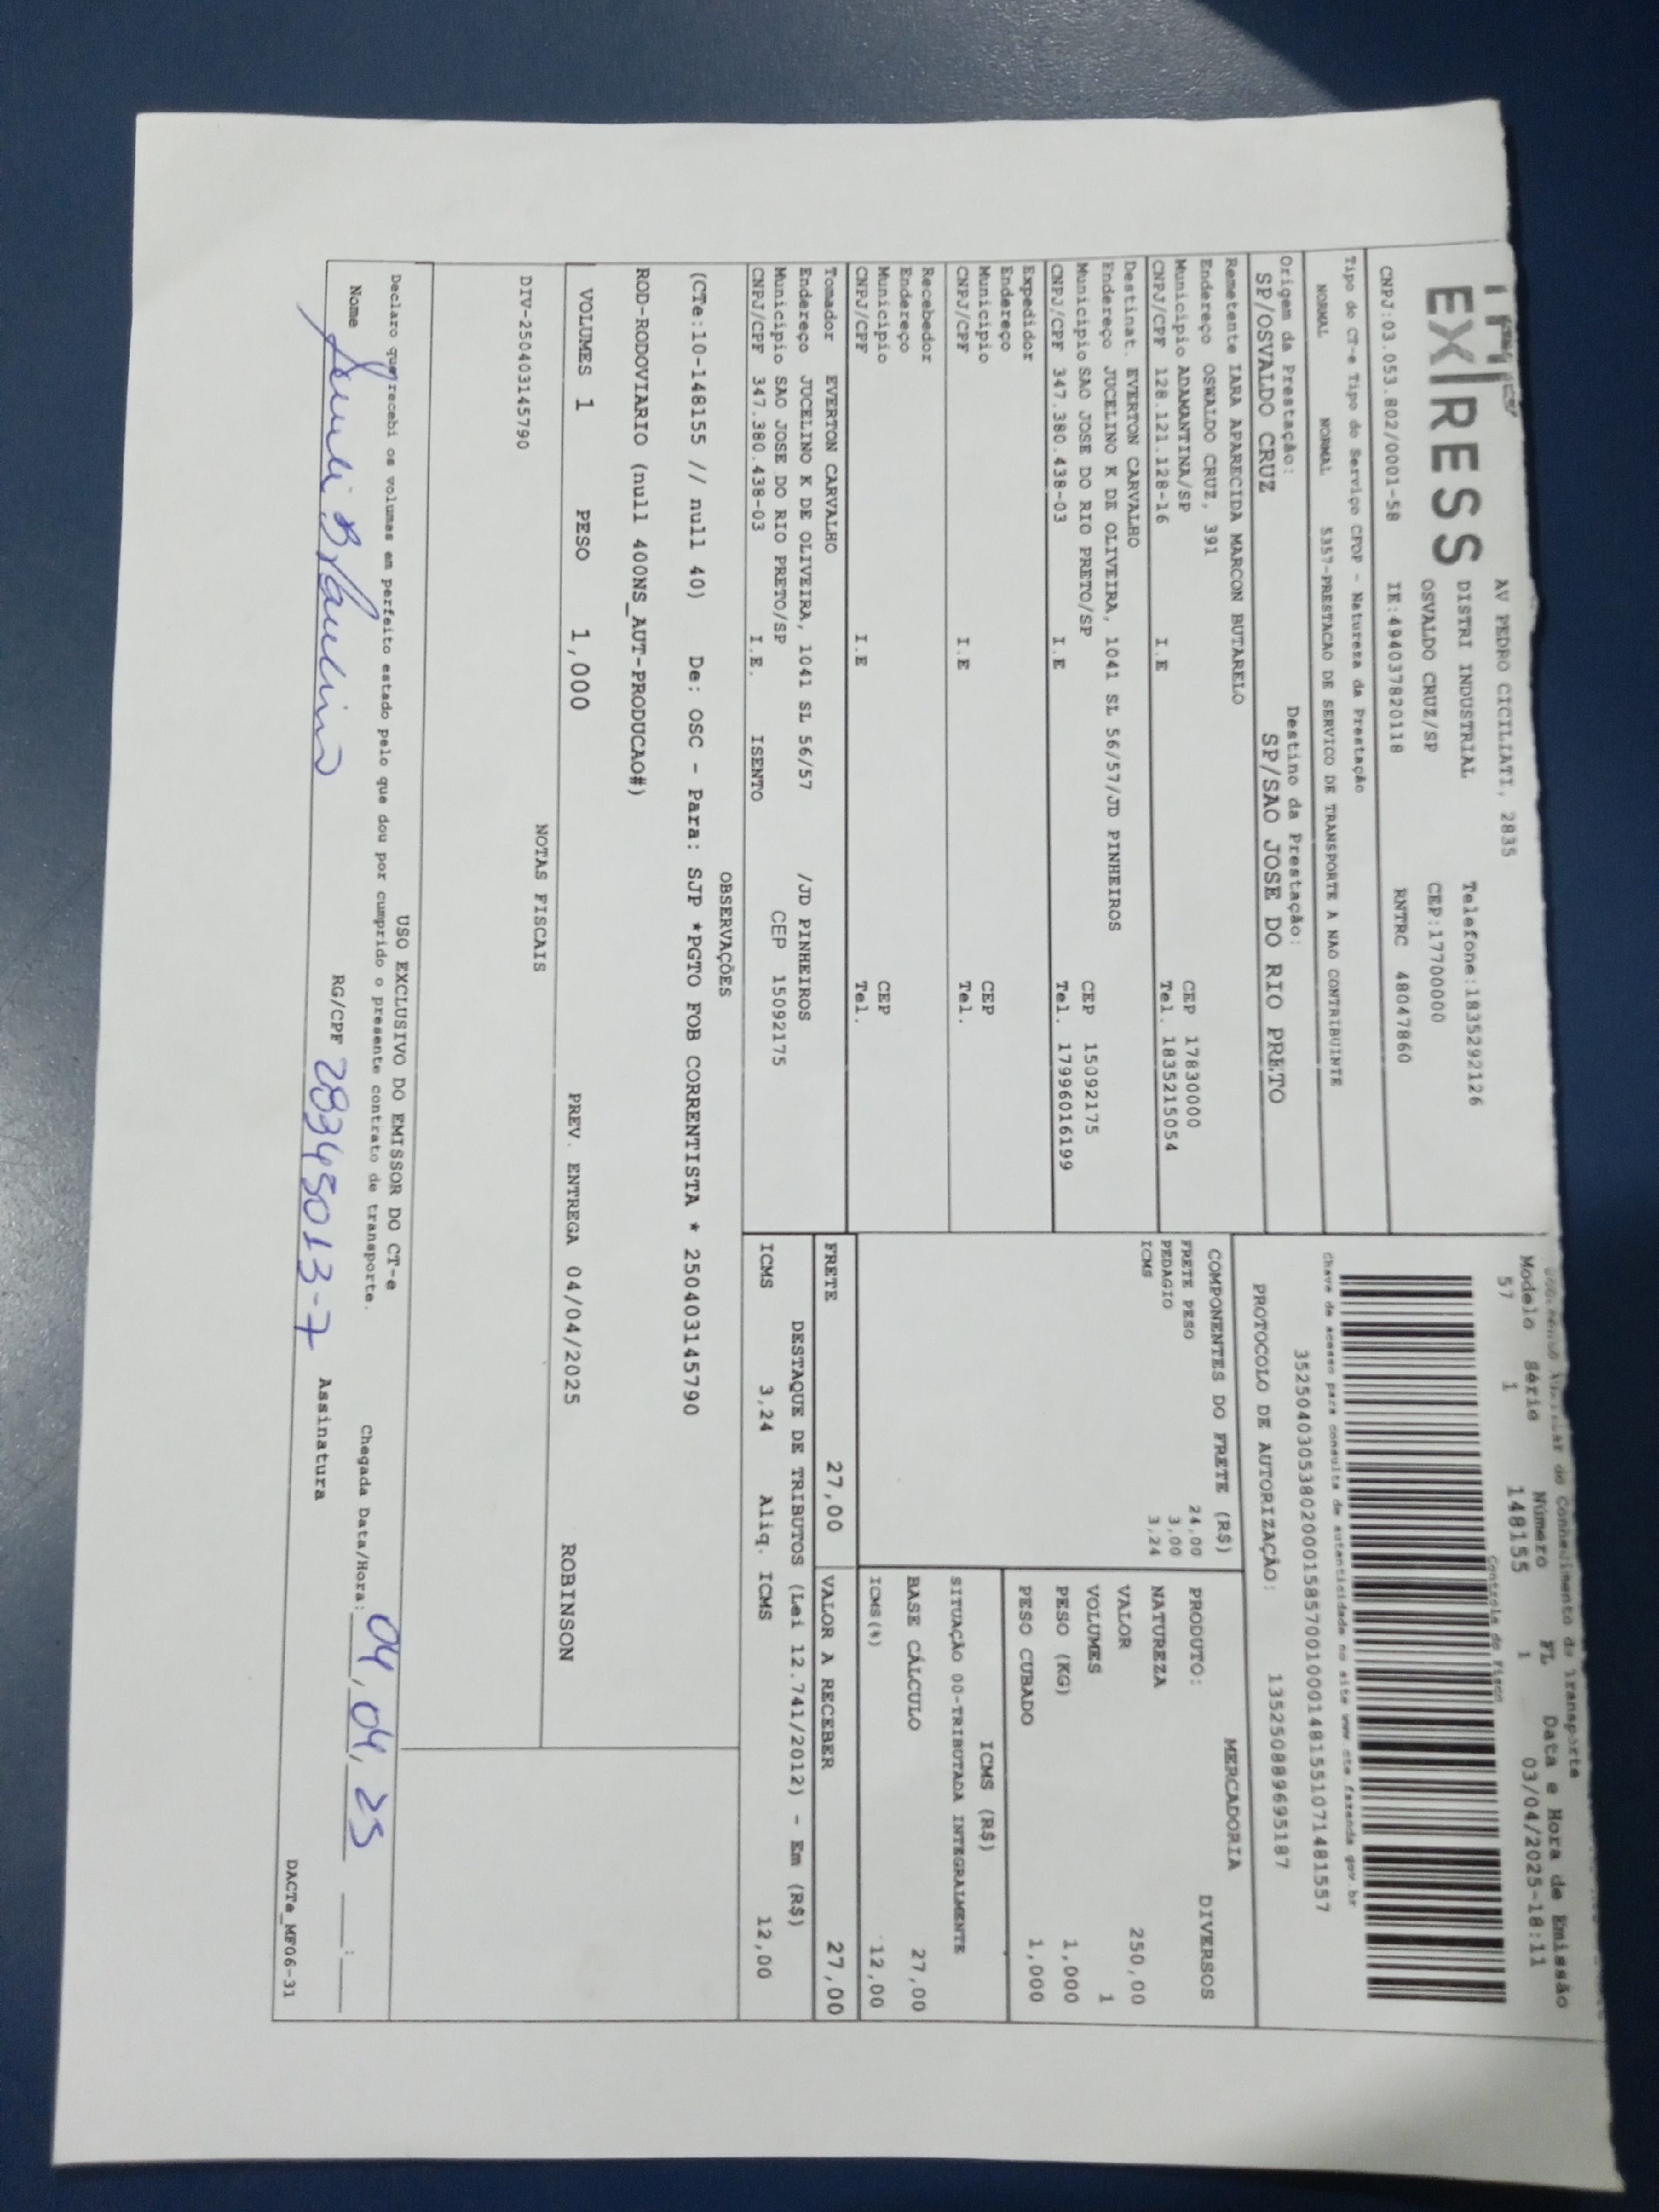 EXPRESS
AV PEDRO CICILIATI, 2835
DISTRI INDUSTRIAL Telefone:1835292126
OSVALDO CRUZ/SP CEP:17700000
CNPJ:03.053.802/0001-58 IE:494037820118 RNTRC 48047860
Tipo do CT-e Tipo do Serviço CFOP - Natureza da Prestação
NORMAL NORMAL 5357-PRESTACAO DE SERVICO DE TRANSPORTE A NAO CONTRIBUINTE
Origem da Prestação: Destino da Prestação:
SP/OSVALDO CRUZ SP/SAO JOSE DO RIO PRETO
Remetente IARA APARECIDA MARCON BUTARELO
Endereço OSWALDO CRUZ, 391 CEP 17830000
Município ADAMANTINA/SP Tel. 1835215054
CNPJ/CPF 128.121.128-16 I.E
Destinat. EVERTON CARVALHO
Endereço JUCELINO K DE OLIVEIRA, 1041 SL 56/57/JD PINHEIROS
Município SAO JOSE DO RIO PRETO/SP CEP 15092175
CNPJ/CPF 347.380.438-03 I.E Tel. 17996016199
Expedidor
Endereço
Município CEP
CNPJ/CPF I.E Tel.
Recebedor
Endereço
Município CEP
CNPJ/CPF I.E Tel.
Tomador EVERTON CARVALHO
Endereço JUCELINO K DE OLIVEIRA, 1041 SL 56/57 /JD PINHEIROS
Município SAO JOSE DO RIO PRETO/SP CEP 15092175
CNPJ/CPF 347.380.438-03 I.E. ISENTO
Documento Auxiliar do Conhecimento de Transporte
Modelo Série Número FL Data e Hora de Emissão
57 1 148155 1 03/04/2025-18:11
Controle do Fisco
Chave de acesso para consulta de autenticidade no site www.cte.fazenda.gov.br
35250403053802000158570010001481551071481557
PROTOCOLO DE AUTORIZAÇÃO: 135250889695187
COMPONENTES DO FRETE (R$)
FRETE PESO 24,00
PEDAGIO 3,00
ICMS 3,24
MERCADORIA
PRODUTO: DIVERSOS
NATUREZA
VALOR 250,00
VOLUMES 1
PESO (KG) 1,000
PESO CUBADO 1,000
ICMS (R$)
SITUAÇÃO 00-TRIBUTADA INTEGRALMENTE
BASE CÁLCULO 27,00
ICMS(%) 12,00
FRETE 27,00 VALOR A RECEBER 27,00
DESTAQUE DE TRIBUTOS (Lei 12.741/2012) - Em (R$)
ICMS 3,24 Aliq. ICMS 12,00
OBSERVAÇÕES
(CTe:10-148155 // null 40) De: OSC - Para: SJP *PGTO FOB CORRENTISTA * 250403145790
ROD-RODOVIARIO (null 400NS_AUT-PRODUCAO#)
VOLUMES 1 PESO 1,000 PREV. ENTREGA 04/04/2025 ROBINSON
NOTAS FISCAIS
DIV-250403145790
USO EXCLUSIVO DO EMISSOR DO CT-e
Declaro que recebi os volumes em perfeito estado pelo que dou por cumprido o presente contrato de transporte. Chegada Data/Hora: 04,04,25 :
Nome RG/CPF 28345013-7 Assinatura
DACTe_MF06-31